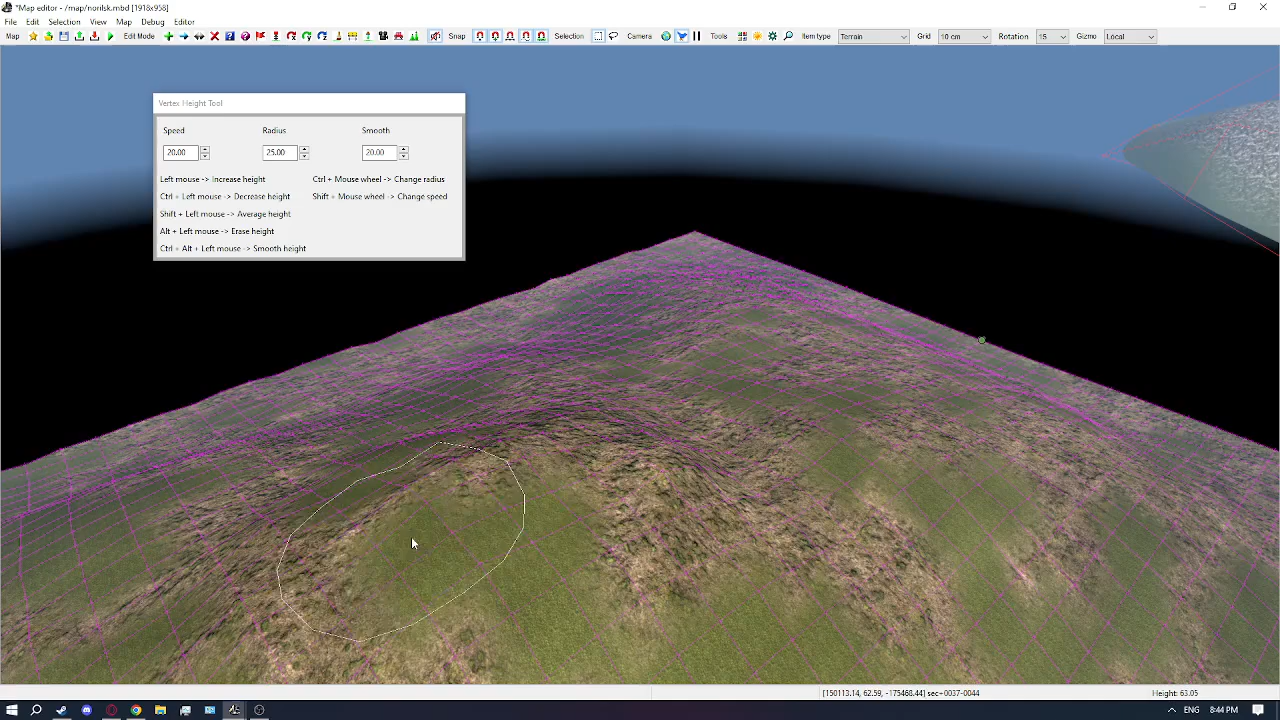 *Map editor - /map/norilsk.mbd [1918x958]
File Edit Selection View Map Debug Editor
Map Edit Mode Snap Selection Camera Tools Item type Terrain Grid 10 cm Rotation 15 Gizmo Local
Vertex Height Tool
Speed Radius Smooth
20.00 25.00 20.00
Left mouse -> Increase height Ctrl + Mouse wheel -> Change radius
Ctrl + Left mouse -> Decrease height Shift + Mouse wheel -> Change speed
Shift + Left mouse -> Average height
Alt + Left mouse -> Erase height
Ctrl + Alt + Left mouse -> Smooth height
[150113.14, 62.59, -175468.44] sec+0037-0044 Height: 63.05
ENG 8:44 PM